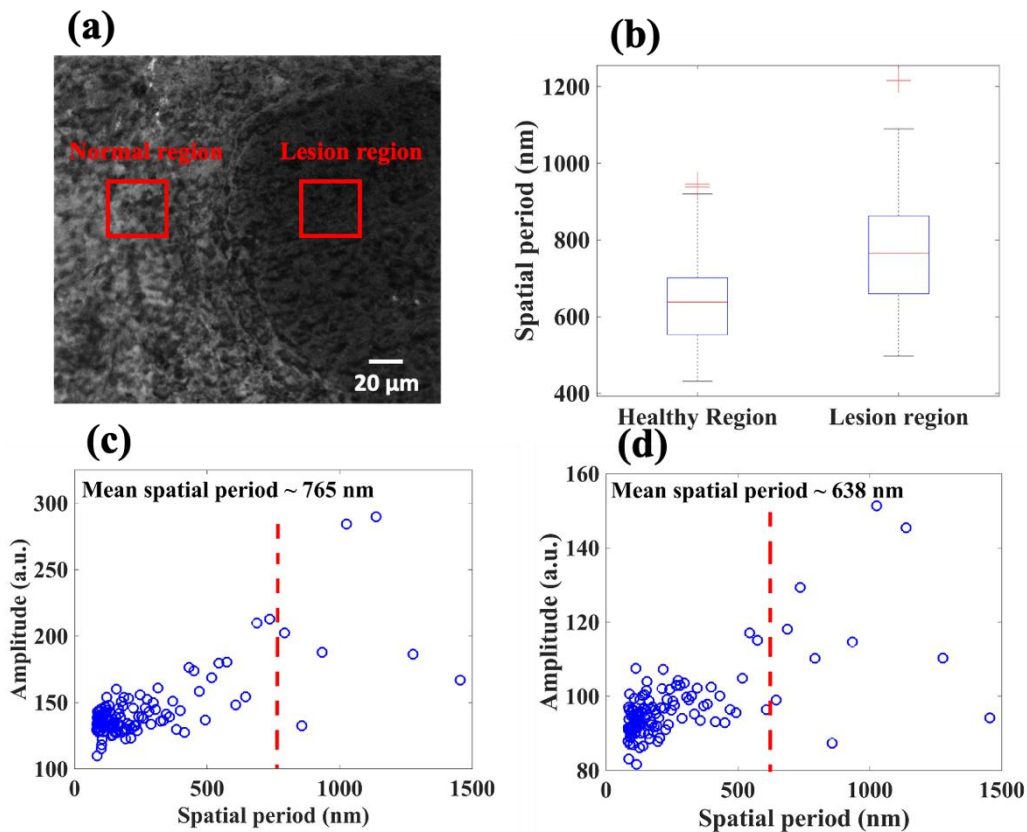 (a)
Normal region
Lesion region
20 µm
(b)
Spatial period (nm)
1200
1000
800
600
400
Healthy Region
Lesion region
(c)
Mean spatial period ~ 765 nm
Amplitude (a.u.)
300
250
200
150
100
0
500
1000
1500
Spatial period (nm)
(d)
Mean spatial period ~ 638 nm
Amplitude (a.u.)
160
140
120
100
80
0
500
1000
1500
Spatial period (nm)